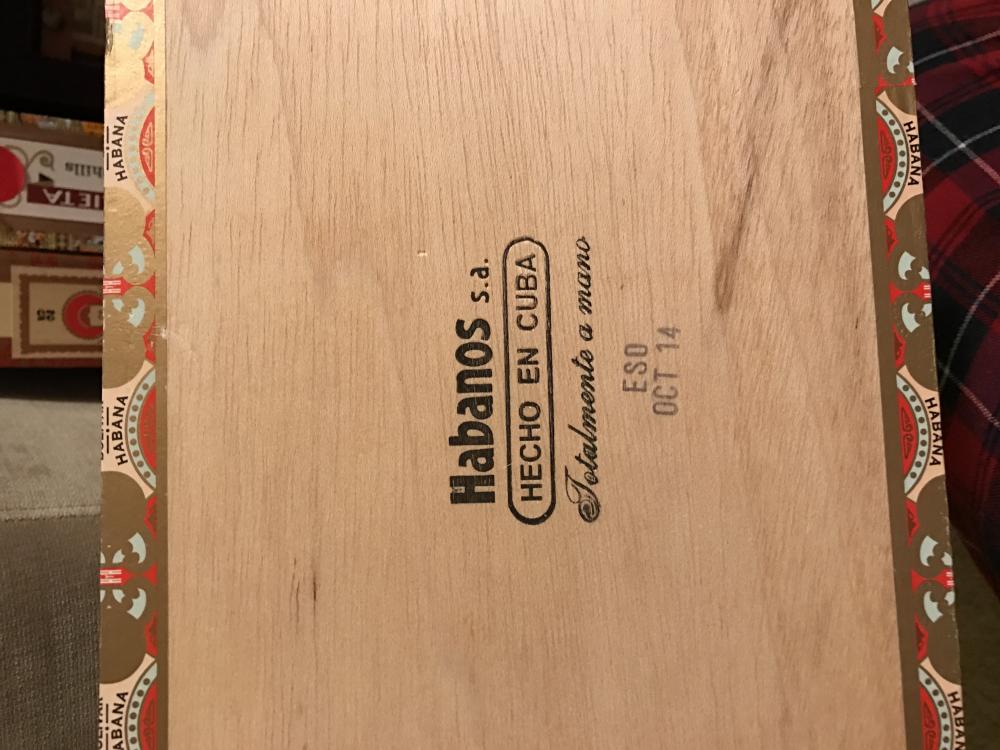 Habanos s.a.
HECHO EN CUBA
Totalmente a mano
ESO
OCT 14
HABANA
HABANA
HABANA
HABANA
HABANA
HABANA